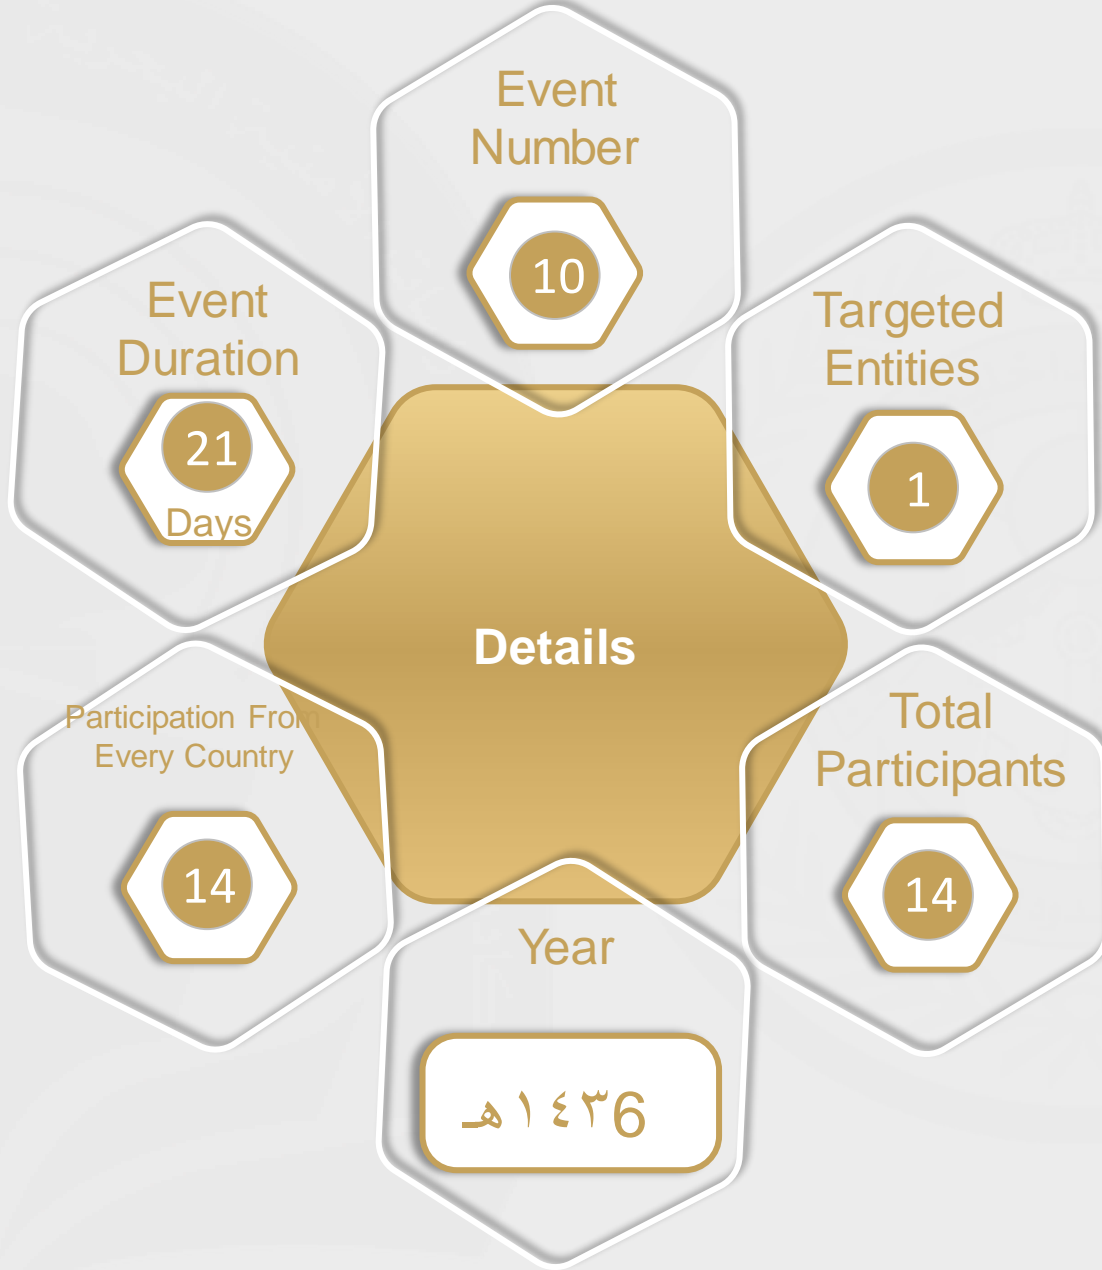 Event
Number
10
Event
Duration
21
Days
Targeted
Entities
1
Details
Participation From
Every Country
14
Total
Participants
14
Year
١٤٣6هـ